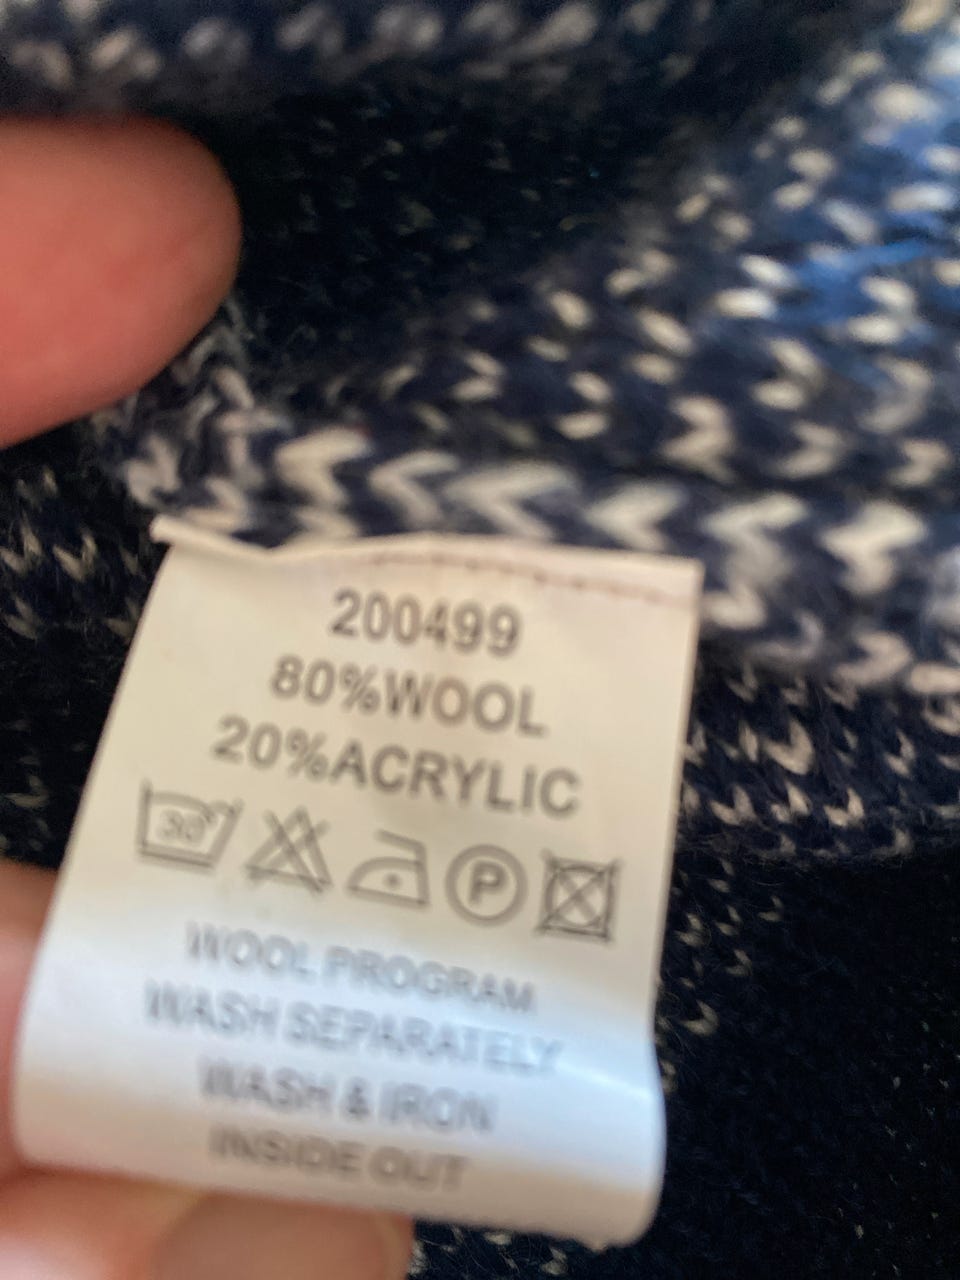 200499
80%WOOL
20%ACRYLIC
30° P
WOOL PROGRAM
WASH SEPARATELY
WASH & IRON
INSIDE OUT